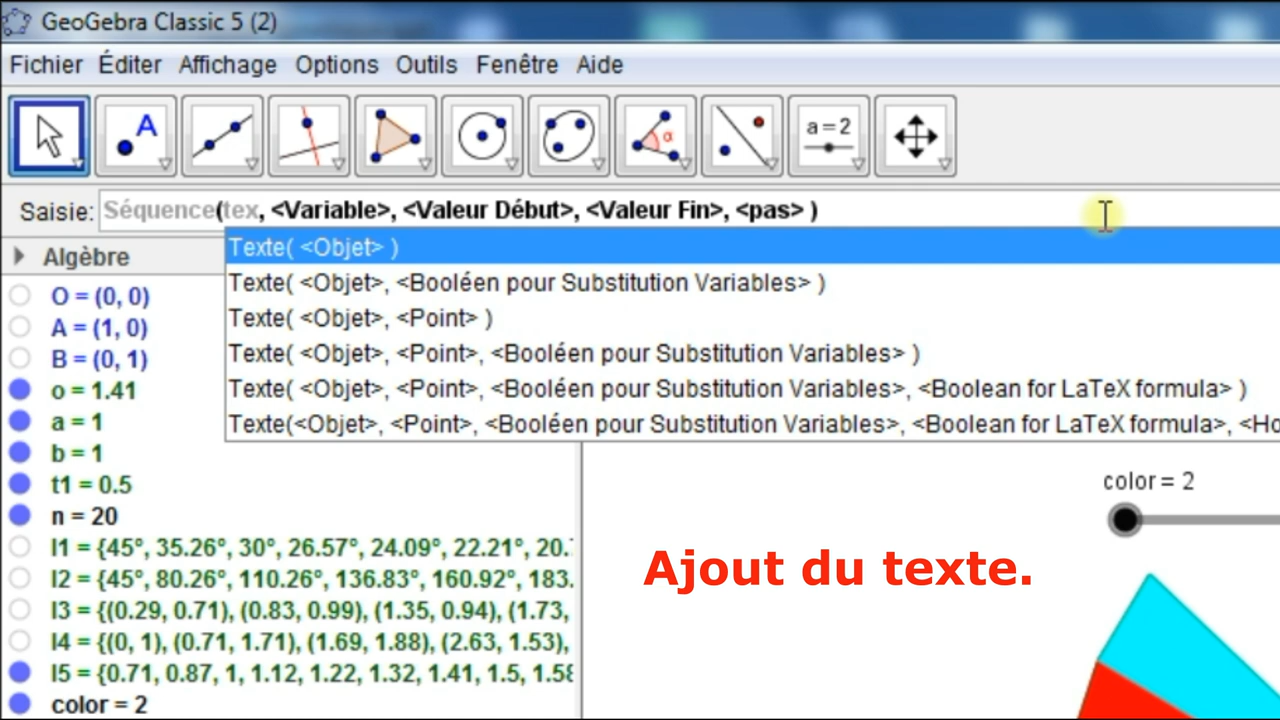 GeoGebra Classic 5 (2)
Fichier Éditer Affichage Options Outils Fenêtre Aide
A
α
a=2
Saisie: Séquence(tex, <Variable>, <Valeur Début>, <Valeur Fin>, <pas> )
Texte( <Objet> )
Texte( <Objet>, <Booléen pour Substitution Variables> )
Texte( <Objet>, <Point> )
Texte( <Objet>, <Point>, <Booléen pour Substitution Variables> )
Texte( <Objet>, <Point>, <Booléen pour Substitution Variables>, <Boolean for LaTeX formula> )
Texte(<Objet>, <Point>, <Booléen pour Substitution Variables>, <Boolean for LaTeX formula>, <Ho
Algèbre
O = (0, 0)
A = (1, 0)
B = (0, 1)
o = 1.41
a = 1
b = 1
t1 = 0.5
n = 20
l1 = {45°, 35.26°, 30°, 26.57°, 24.09°, 22.21°, 20.
l2 = {45°, 80.26°, 110.26°, 136.83°, 160.92°, 183.
l3 = {(0.29, 0.71), (0.83, 0.99), (1.35, 0.94), (1.73,
l4 = {(0, 1), (0.71, 1.71), (1.69, 1.88), (2.63, 1.53),
l5 = {0.71, 0.87, 1, 1.12, 1.22, 1.32, 1.41, 1.5, 1.58
color = 2
color = 2
Ajout du texte.